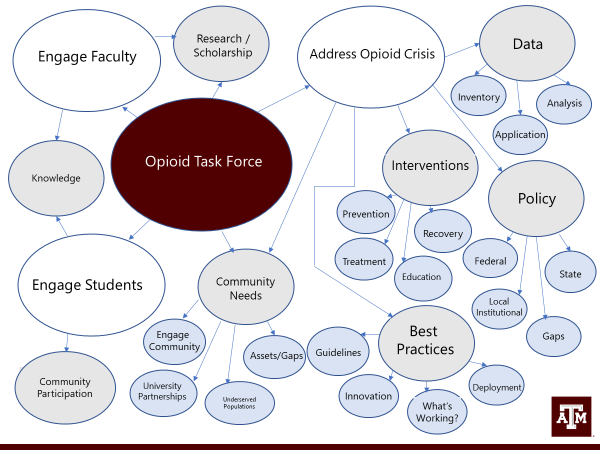 Engage Faculty
Research /
Scholarship
Address Opioid Crisis
Data
Inventory
Analysis
Application
Opioid Task Force
Knowledge
Interventions
Policy
Prevention
Recovery
Treatment
Education
Federal
State
Local
Institutional
Gaps
Engage Students
Community
Needs
Engage
Community
Assets/Gaps
University
Partnerships
Underserved
Populations
Best
Practices
Guidelines
Innovation
What's
Working?
Deployment
Community
Participation
ATM